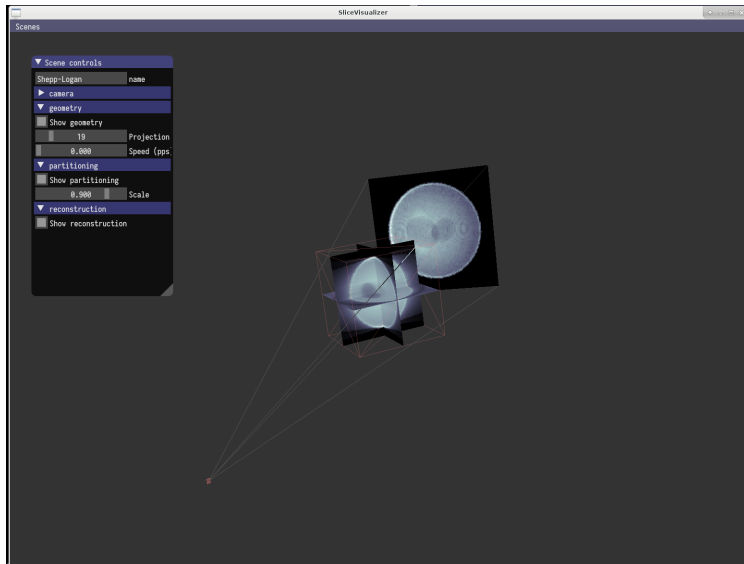 SliceVisualizer
Scenes
Scene controls
Shepp-Logan name
camera
geometry
Show geometry
19 Projection
0.000 Speed (pps
partitioning
Show partitioning
0.900 Scale
reconstruction
Show reconstruction